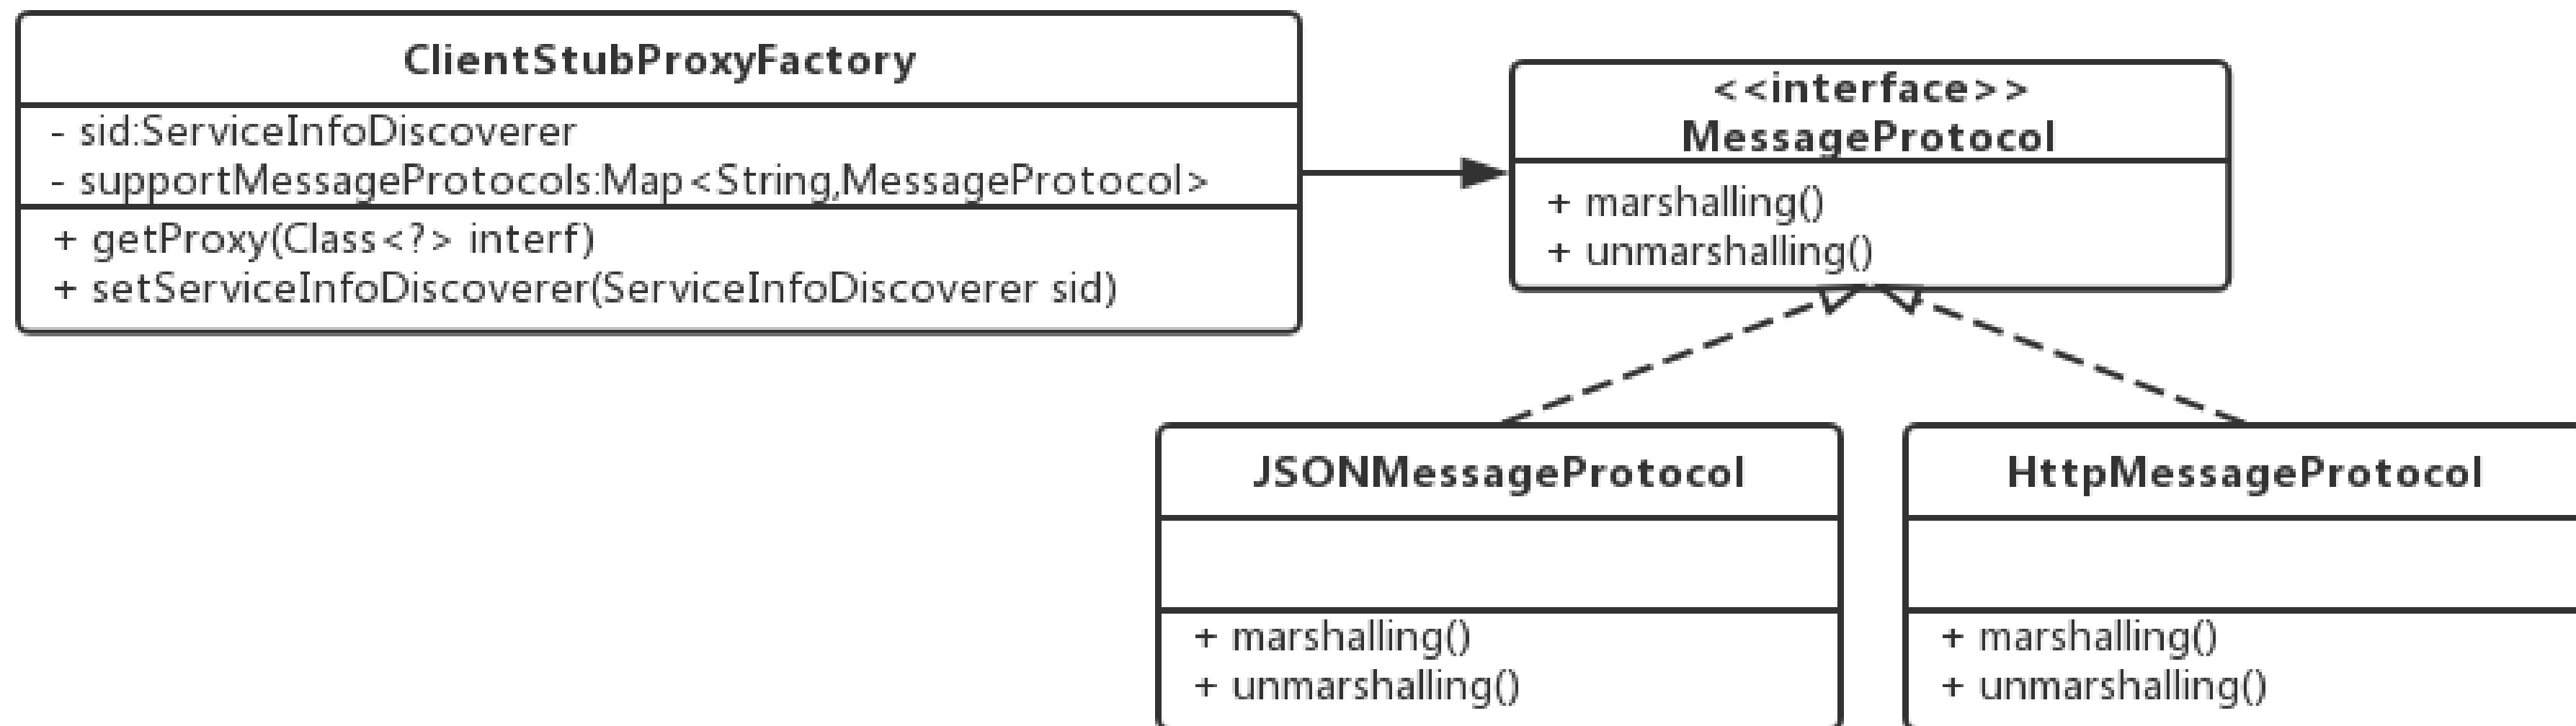 ClientStubProxyFactory
- sid:ServiceInfoDiscoverer
- supportMessageProtocols:Map<String,MessageProtocol>
+ getProxy(Class<?> interf)
+ setServiceInfoDiscoverer(ServiceInfoDiscoverer sid)
<<interface>>
MessageProtocol
+ marshalling()
+ unmarshalling()
JSONMessageProtocol
+ marshalling()
+ unmarshalling()
HttpMessageProtocol
+ marshalling()
+ unmarshalling()